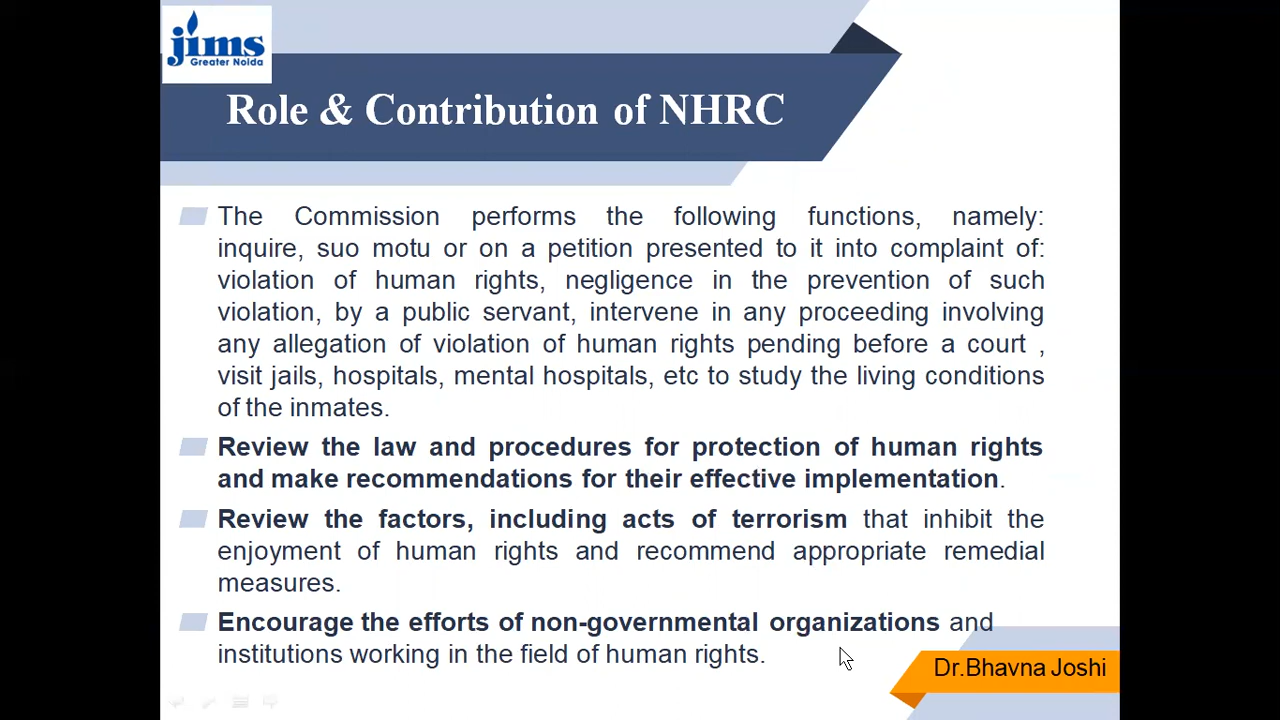 jims
Greater Noida
Role & Contribution of NHRC
The Commission performs the following functions, namely:
inquire, suo motu or on a petition presented to it into complaint of:
violation of human rights, negligence in the prevention of such
violation, by a public servant, intervene in any proceeding involving
any allegation of violation of human rights pending before a court ,
visit jails, hospitals, mental hospitals, etc to study the living conditions
of the inmates.
Review the law and procedures for protection of human rights
and make recommendations for their effective implementation.
Review the factors, including acts of terrorism that inhibit the
enjoyment of human rights and recommend appropriate remedial
measures.
Encourage the efforts of non-governmental organizations and
institutions working in the field of human rights.
Dr.Bhavna Joshi